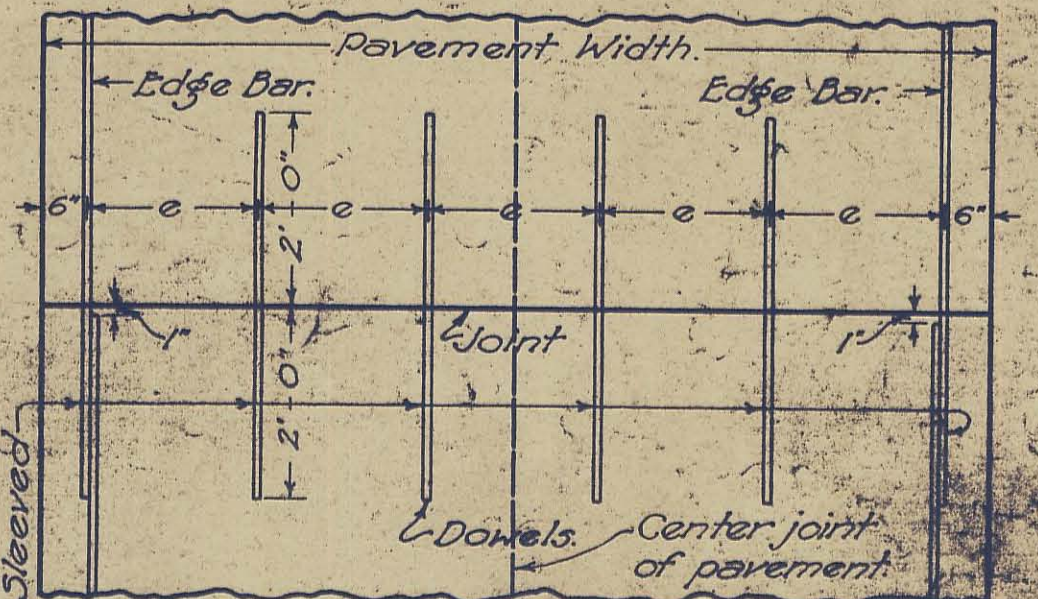 Pavement Width.
Edge Bar.
Edge Bar.
6" e e e e e 6"
2'-0"
1"
Joint
1"
2'-0"
Sleeved
Dowels.
Center joint
of pavement.